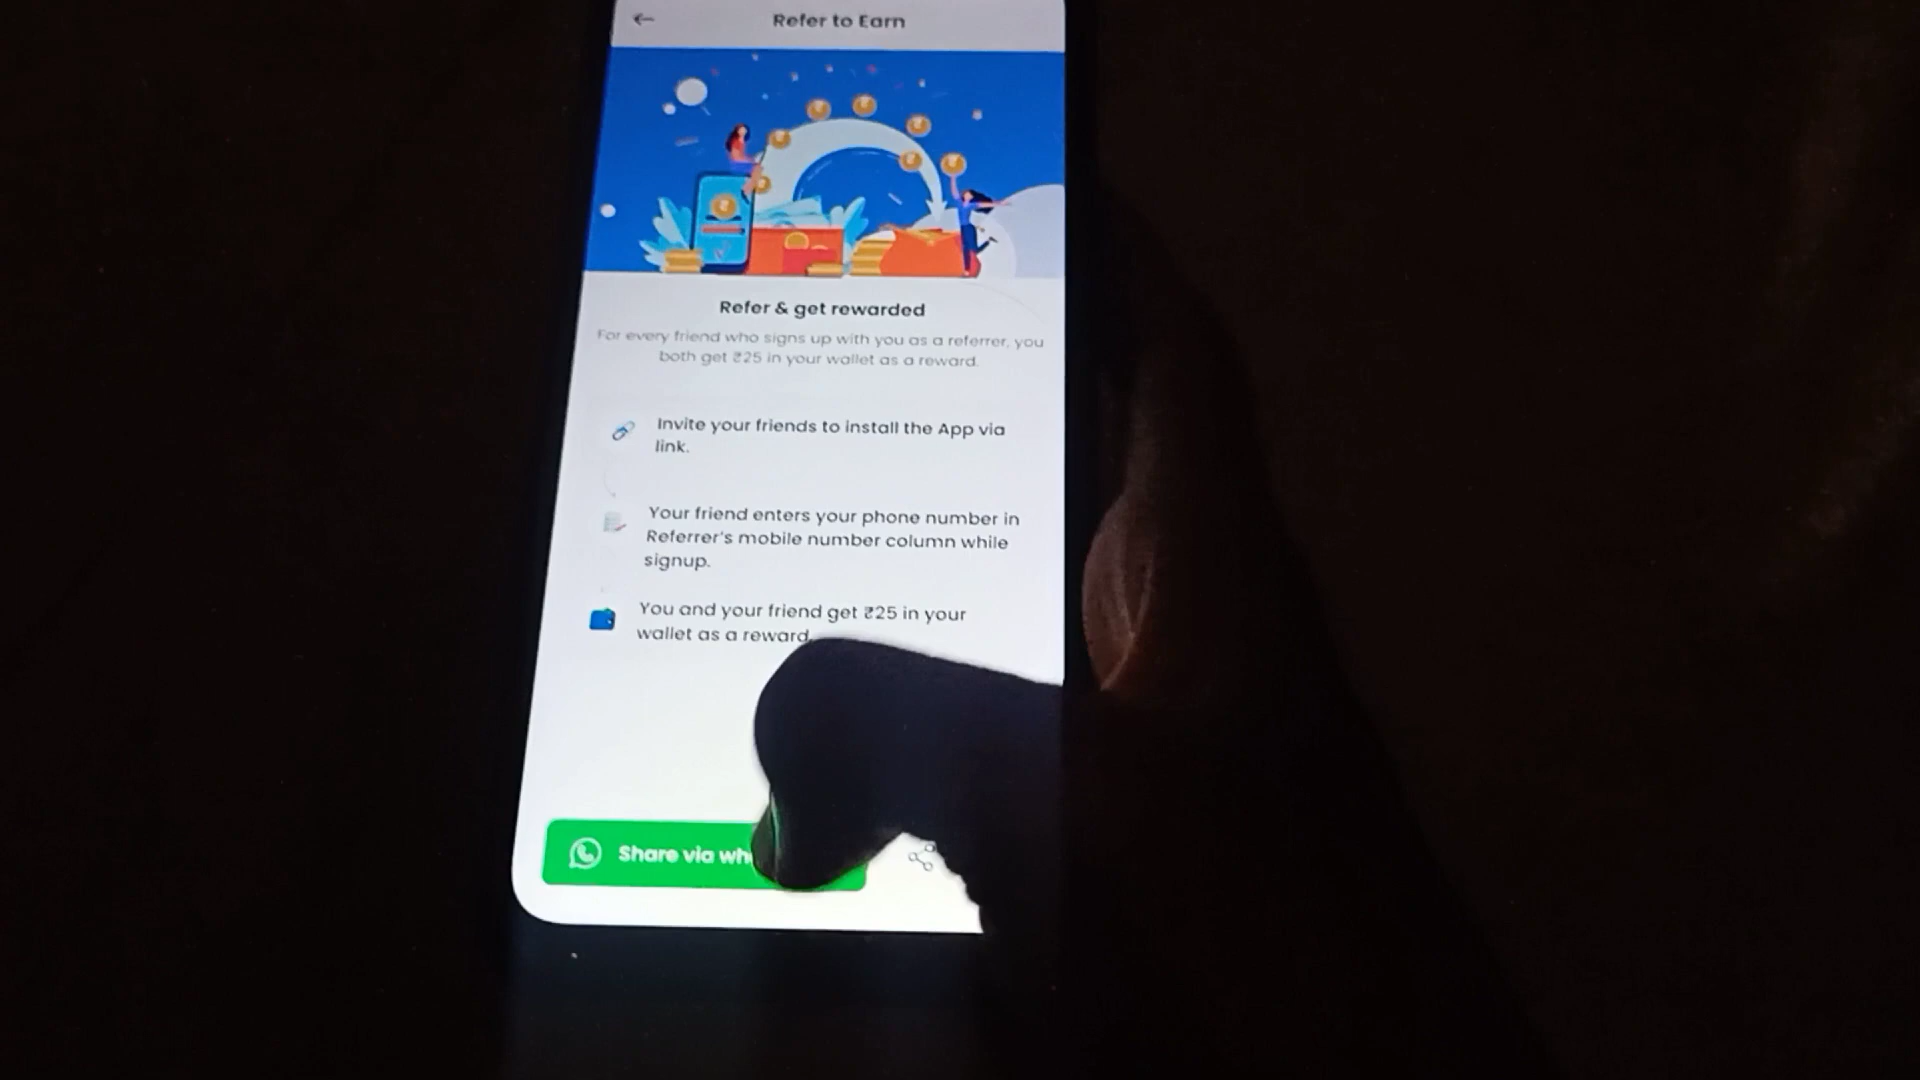 Refer to Earn
Refer & get rewarded
For every friend who signs up with you as a referrer, you
both get ₹25 in your wallet as a reward.
Invite your friends to install the App via
link.
Your friend enters your phone number in
Referrer's mobile number column while
signup.
You and your friend get ₹25 in your
wallet as a reward.
Share via